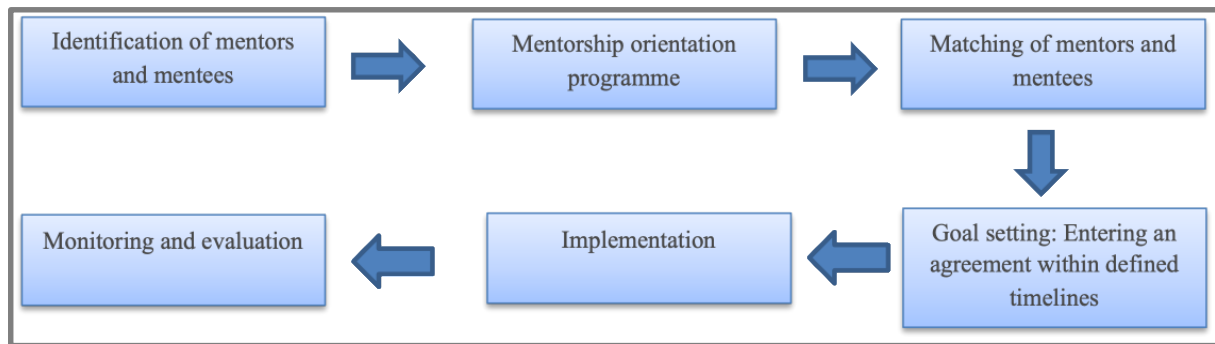 Identification of mentors
and mentees
Mentorship orientation
programme
Matching of mentors and
mentees
Goal setting: Entering an
agreement within defined
timelines
Implementation
Monitoring and evaluation